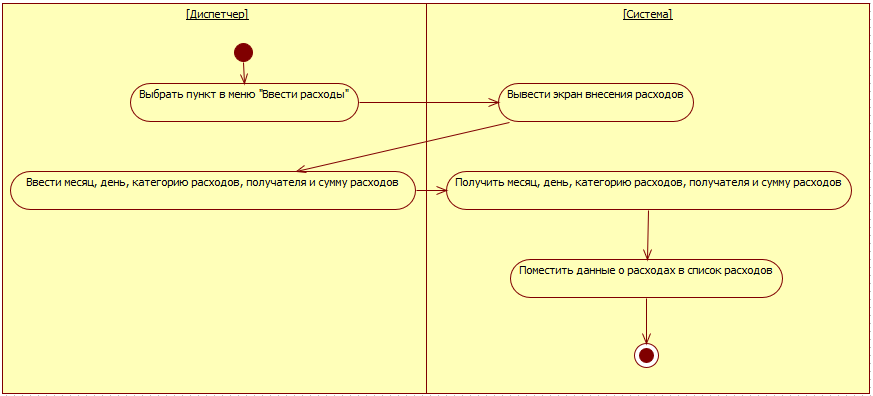 [Диспетчер]
[Система]
Выбрать пункт в меню "Ввести расходы"
Вывести экран внесения расходов
Ввести месяц, день, категорию расходов, получателя и сумму расходов
Получить месяц, день, категорию расходов, получателя и сумму расходов
Поместить данные о расходах в список расходов